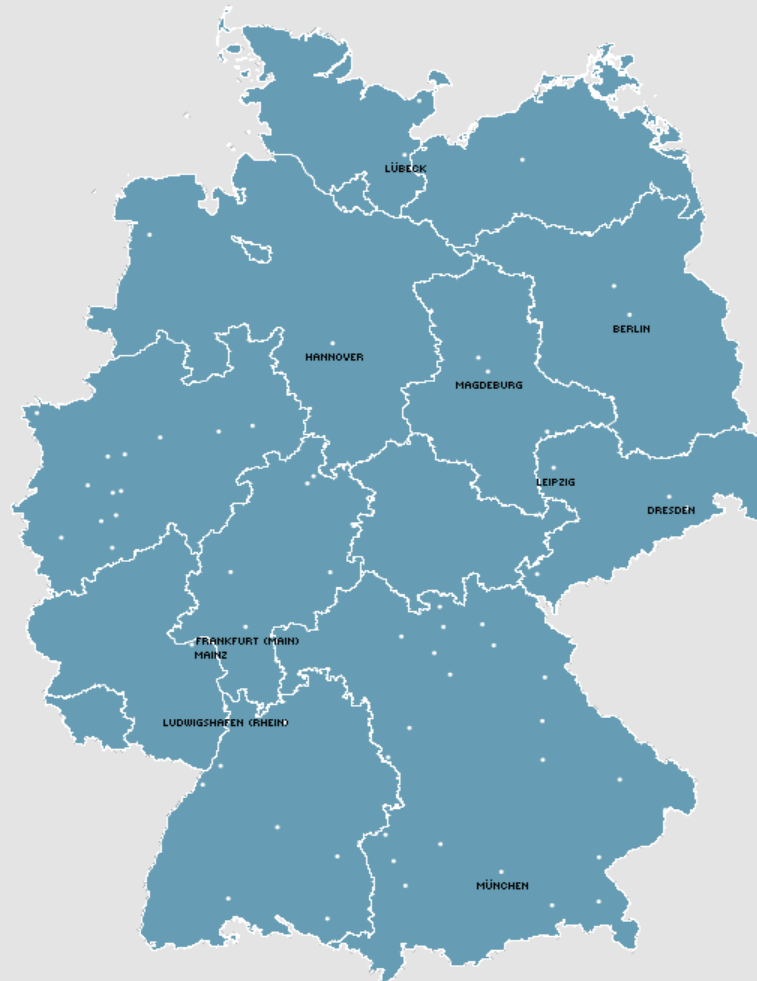 LÜBECK
BERLIN
HANNOVER
MAGDEBURG
LEIPZIG
DRESDEN
FRANKFURT (MAIN)
MAINZ
LUDWIGSHAFEN (RHEIN)
MÜNCHEN